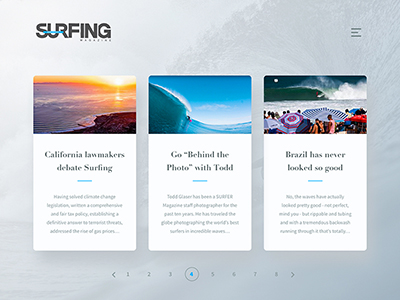 SURFING
MAGAZINE
California lawmakers
debate Surfing
Having solved climate change
legislation, written a comprehensive
and fair tax policy, establishing a
definitive answer to terrorist threats,
addressed the rise of gas prices ...
Go “Behind the
Photo” with Todd
Todd Glaser has been a SURFER
Magazine staff photographer for the
past ten years. He has traveled the
globe photographing the world's best
surfers in incredible waves...
Brazil has never
looked so good
No, the waves have actually
looked pretty good - not perfect,
mind you - but rippable and tubing
and with a tremendous backwash
running through it that's totally...
1 2 3 4 5 6 7 8